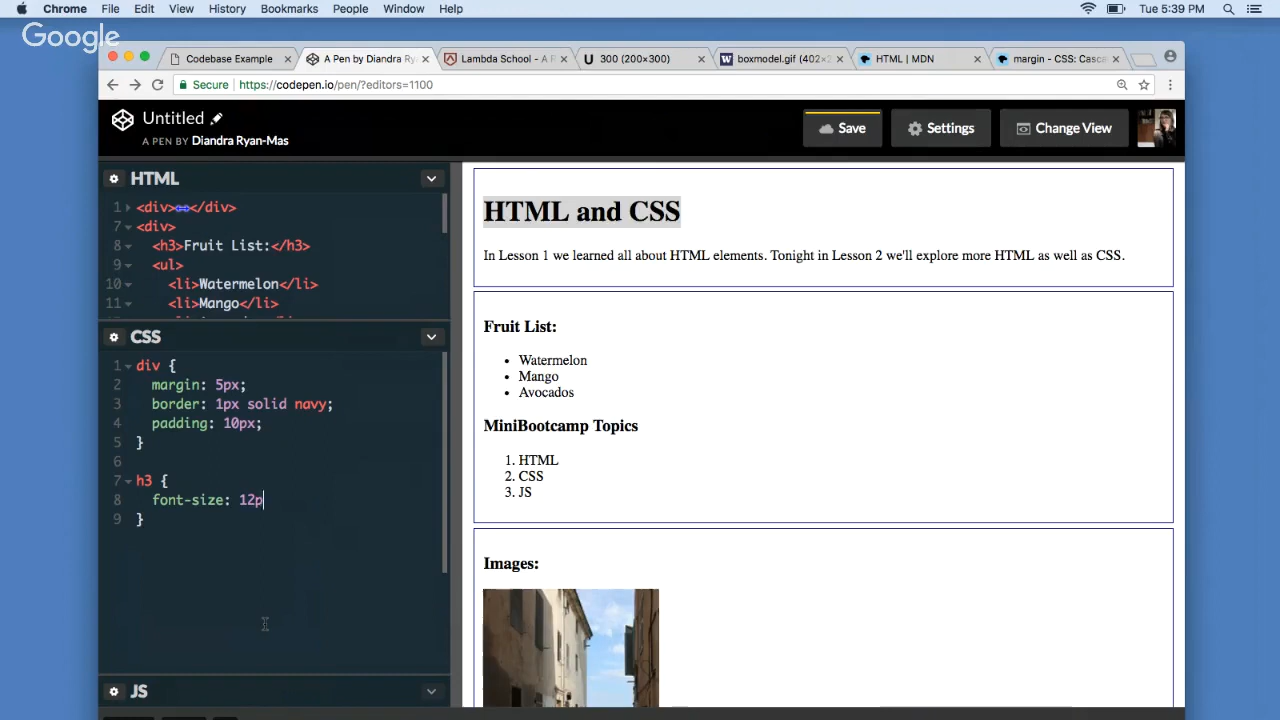 Chrome File Edit View History Bookmarks People Window Help Tue 5:39 PM
Google
Codebase Example A Pen by Diandra Ry Lambda School - A 300 (200×300) boxmodel.gif (402× HTML | MDN margin - CSS: Casc
Secure https://codepen.io/pen/?editors=1100
Untitled
A PEN BY Diandra Ryan-Mas
Save Settings Change View
HTML
1 <div></div>
7 <div>
8 <h3>Fruit List:</h3>
9 <ul>
10 <li>Watermelon</li>
11 <li>Mango</li>
CSS
1 div {
2 margin: 5px;
3 border: 1px solid navy;
4 padding: 10px;
5 }
6
7 h3 {
8 font-size: 12p
9 }
JS
HTML and CSS
In Lesson 1 we learned all about HTML elements. Tonight in Lesson 2 we'll explore more HTML as well as CSS.
Fruit List:
• Watermelon
• Mango
• Avocados
MiniBootcamp Topics
1. HTML
2. CSS
3. JS
Images: